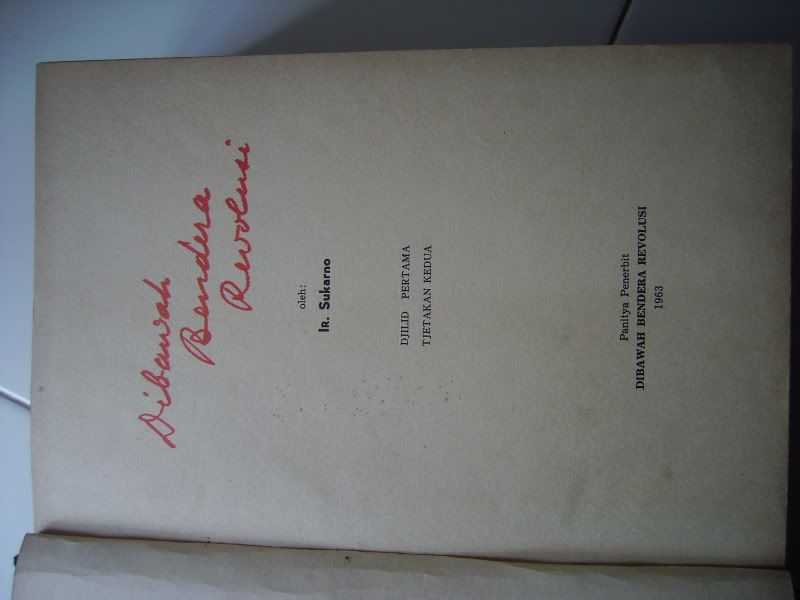 Dibawah
Bendera
Revolusi
oleh:
IR. Sukarno
DJILID PERTAMA
TJETAKAN KEDUA
Panitya Penerbit
DIBAWAH BENDERA REVOLUSI
1963